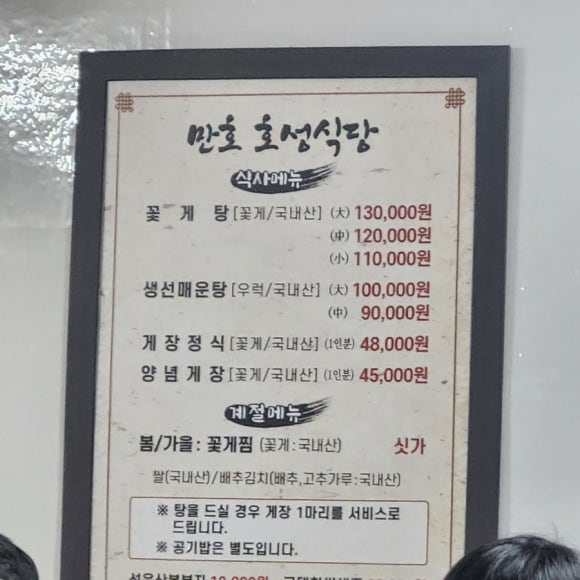 만호 호성식당
식사메뉴
꽃 게 탕 [꽃게/국내산] (大) 130,000원
(中) 120,000원
(小) 110,000원
생선매운탕 [우럭/국내산] (大) 100,000원
(中) 90,000원
게 장 정 식 [꽃게/국내산] (1인분) 48,000원
양 념 게 장 [꽃게/국내산] (1인분) 45,000원
계절메뉴
봄/가을 : 꽃게찜 (꽃게 : 국내산) 싯가
쌀(국내산)/배추김치(배추,고추가루:국내산)
※ 탕을 드실 경우 게장 1마리를 서비스로
드립니다.
※ 공기밥은 별도입니다.